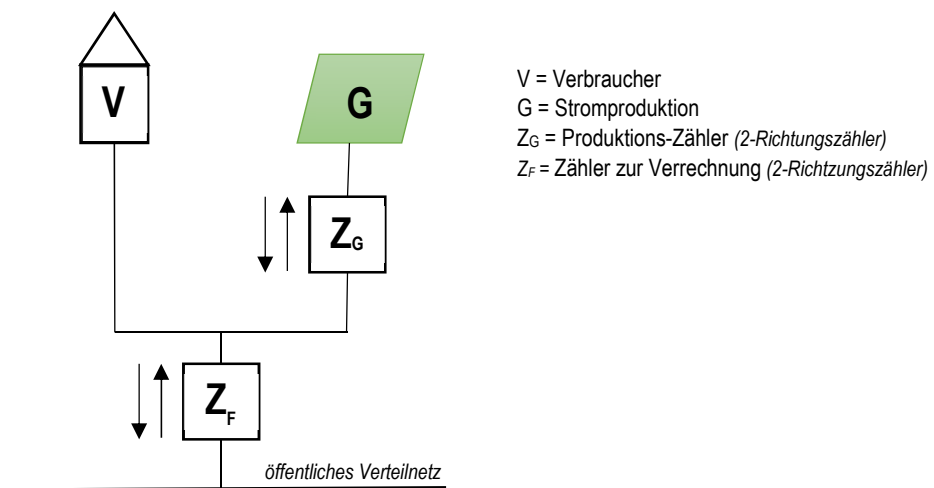 V
G
V = Verbraucher
G = Stromproduktion
ZG = Produktions-Zähler (2-Richtungszähler)
ZF = Zähler zur Verrechnung (2-Richtzungszähler)
ZG
ZF
öffentliches Verteilnetz